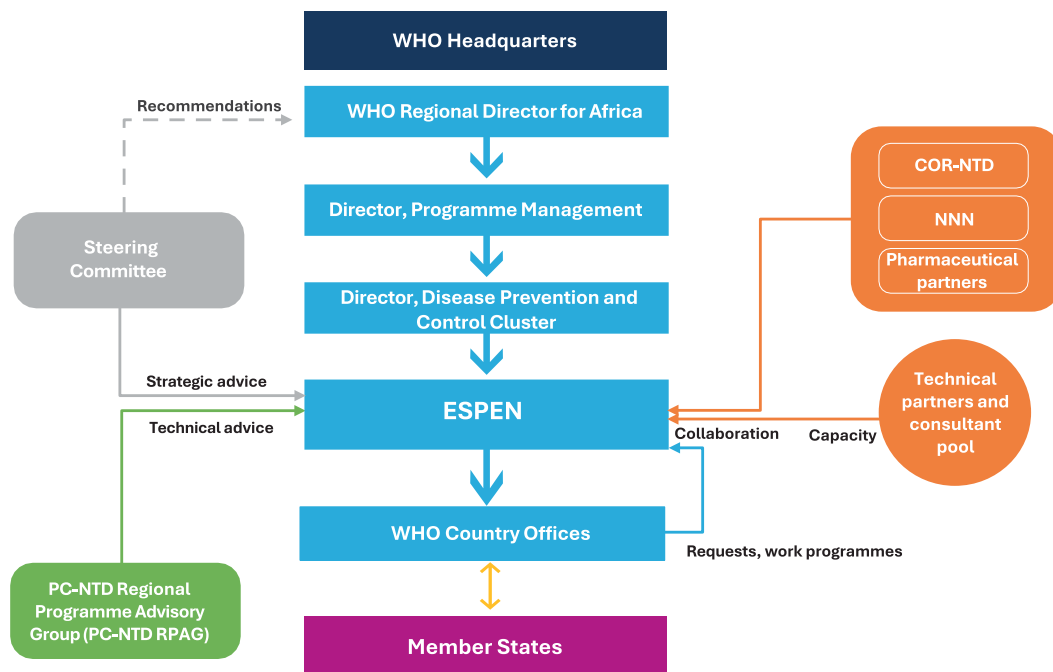 WHO Headquarters
Recommendations
WHO Regional Director for Africa
COR-NTD
Director, Programme Management
NNN
Steering
Committee
Pharmaceutical
partners
Director, Disease Prevention and
Control Cluster
Strategic advice
ESPEN
Technical advice
Technical
partners and
consultant
pool
Collaboration
Capacity
WHO Country Offices
Requests, work programmes
PC-NTD Regional
Programme Advisory
Group (PC-NTD RPAG)
Member States